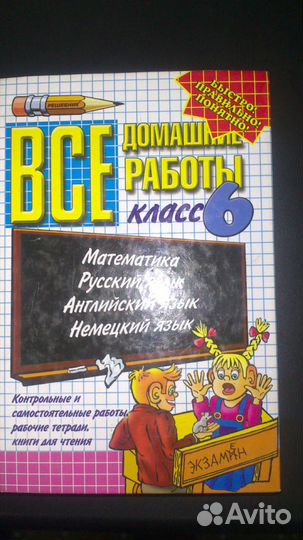 РЕШЕБНИК
БЫСТРО!
ПРАВИЛЬНО!
ПОНЯТНО!
ВСЕ ДОМАШНИЕ
РАБОТЫ
КЛАСС 6
Математика
Русский язык
Английский язык
Немецкий язык
Контрольные и
самостоятельные работы,
рабочие тетради,
книги для чтения
ЭКЗАМЕН
Avito